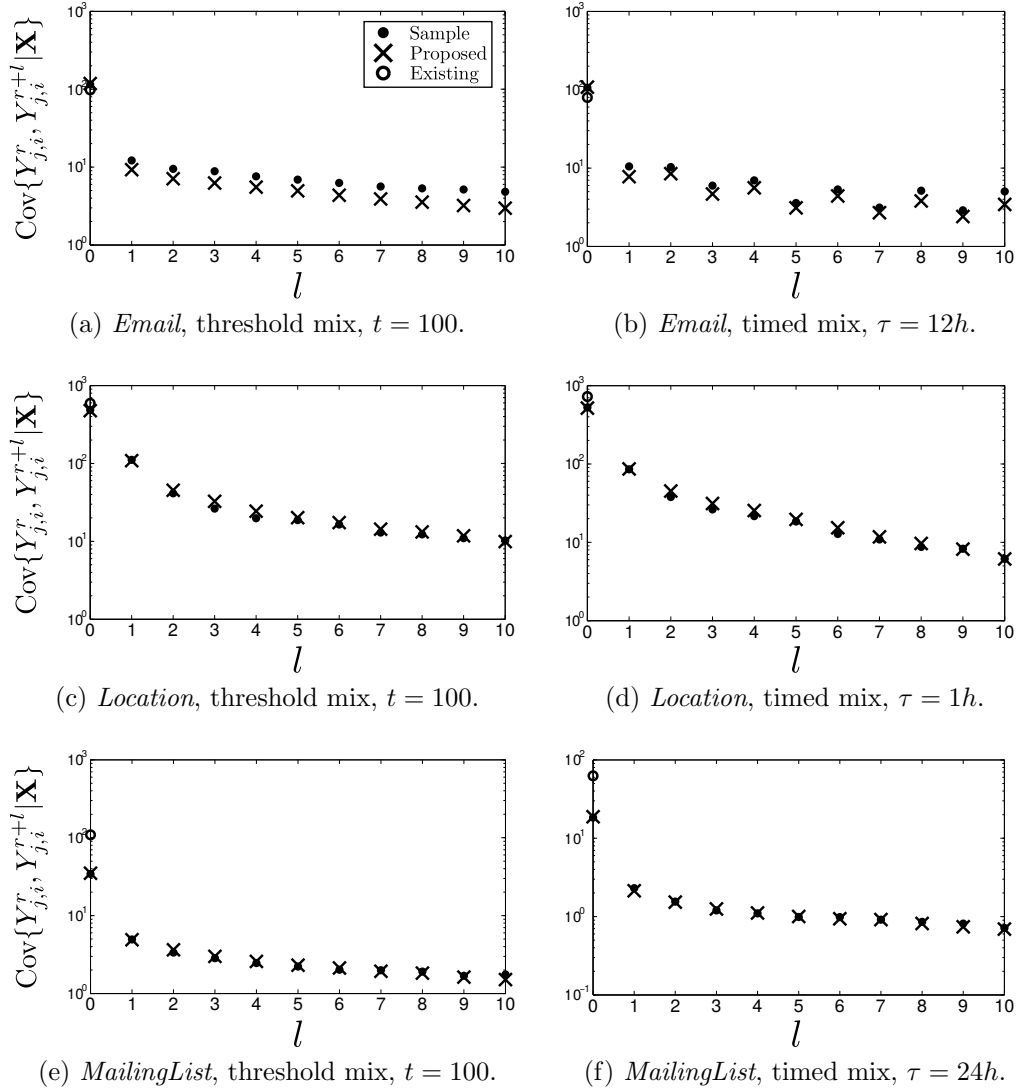 10³
10²
10¹
10⁰
0 1 2 3 4 5 6 7 8 9 10
l
Cov{Y^r_{j,i}, Y^{r+l}_{j,i}|X}
Sample
Proposed
Existing
(a) Email, threshold mix, t = 100.
10³
10²
10¹
10⁰
0 1 2 3 4 5 6 7 8 9 10
l
(b) Email, timed mix, τ = 12h.
10³
10²
10¹
10⁰
0 1 2 3 4 5 6 7 8 9 10
l
Cov{Y^r_{j,i}, Y^{r+l}_{j,i}|X}
(c) Location, threshold mix, t = 100.
10³
10²
10¹
10⁰
0 1 2 3 4 5 6 7 8 9 10
l
(d) Location, timed mix, τ = 1h.
10³
10²
10¹
10⁰
0 1 2 3 4 5 6 7 8 9 10
l
Cov{Y^r_{j,i}, Y^{r+l}_{j,i}|X}
(e) MailingList, threshold mix, t = 100.
10²
10¹
10⁰
10⁻¹
0 1 2 3 4 5 6 7 8 9 10
l
(f) MailingList, timed mix, τ = 24h.